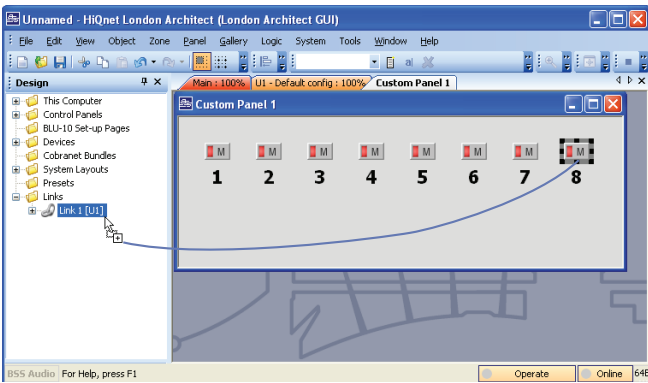 Unnamed - HiQnet London Architect (London Architect GUI)
File Edit View Object Zone Panel Gallery Logic System Tools Window Help
Design
Main : 100% U1 - Default config : 100% Custom Panel 1
This Computer
Control Panels
BLU-10 Set-up Pages
Devices
Cobranet Bundles
System Layouts
Presets
Links
Link 1 [U1]
Custom Panel 1
M M M M M M M M
1 2 3 4 5 6 7 8
BSS Audio For Help, press F1 Operate Online